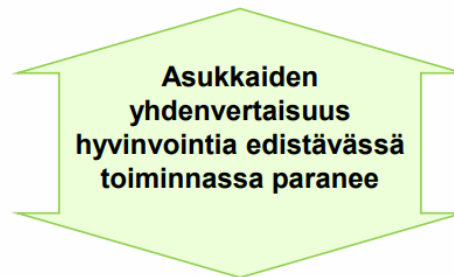 Asukkaiden
yhdenvertaisuus
hyvinvointia edistävässä
toiminnassa paranee